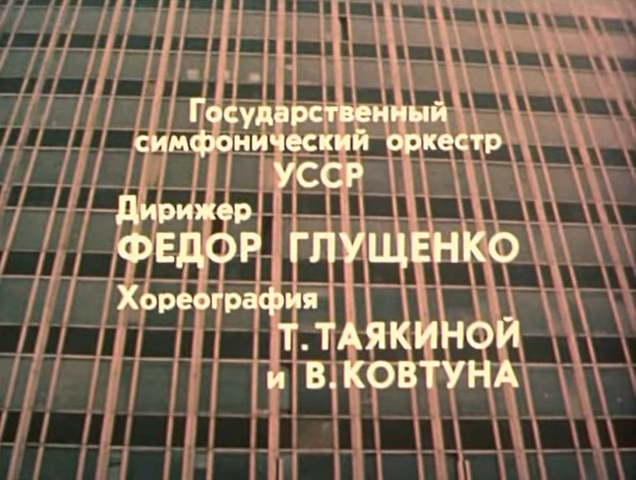 Государственный
симфонический оркестр
УССР
Дирижер
ФЕДОР ГЛУЩЕНКО
Хореография
Т. ТАЯКИНОЙ
и В. КОВТУНА